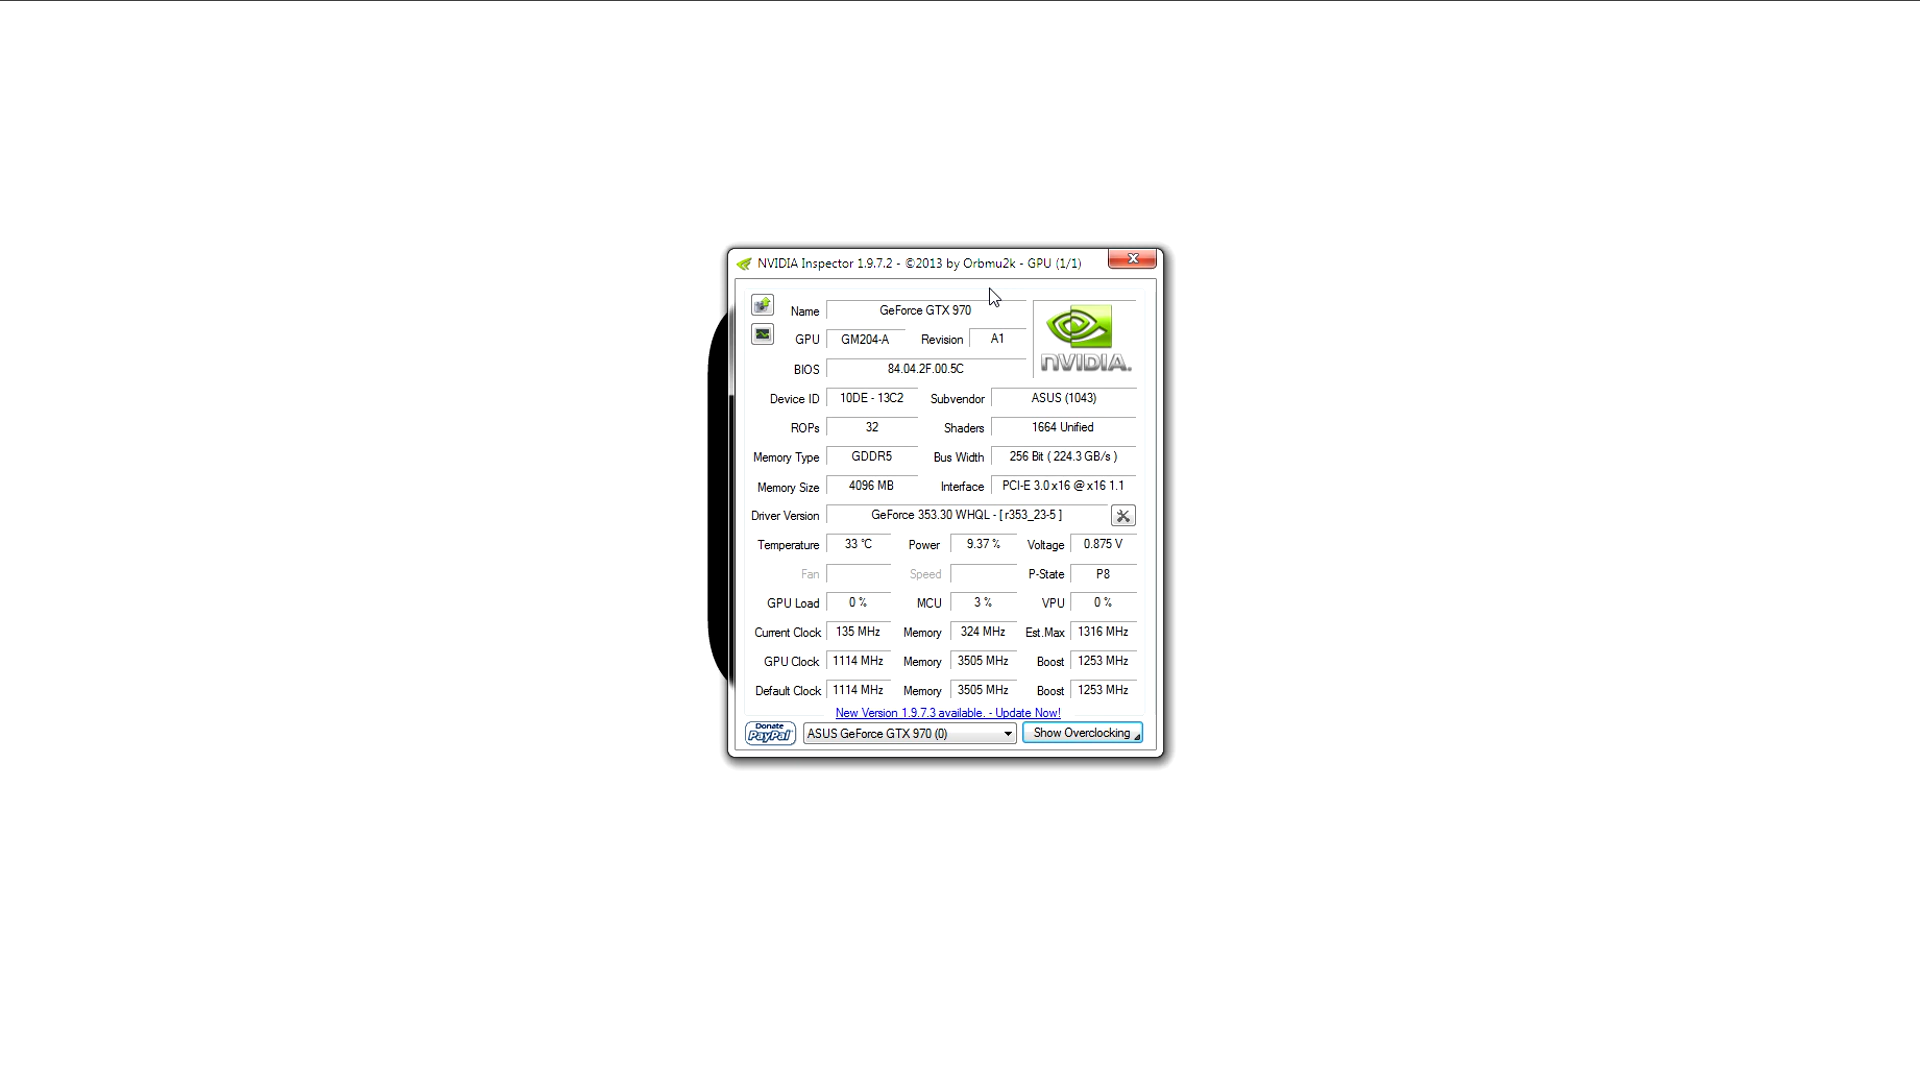 NVIDIA Inspector 1.9.7.2 - ©2013 by Orbmu2k - GPU (1/1)
Name GeForce GTX 970
GPU GM204-A Revision A1
NVIDIA.
BIOS 84.04.2F.00.5C
Device ID 10DE - 13C2 Subvendor ASUS (1043)
ROPs 32 Shaders 1664 Unified
Memory Type GDDR5 Bus Width 256 Bit ( 224.3 GB/s )
Memory Size 4096 MB Interface PCI-E 3.0 x16 @ x16 1.1
Driver Version GeForce 353.30 WHQL - [ r353_23-5 ]
Temperature 33 °C Power 9.37 % Voltage 0.875 V
Fan Speed P-State P8
GPU Load 0 % MCU 3 % VPU 0 %
Current Clock 135 MHz Memory 324 MHz Est.Max 1316 MHz
GPU Clock 1114 MHz Memory 3505 MHz Boost 1253 MHz
Default Clock 1114 MHz Memory 3505 MHz Boost 1253 MHz
New Version 1.9.7.3 available. - Update Now!
Donate
PayPal ASUS GeForce GTX 970 (0) Show Overclocking